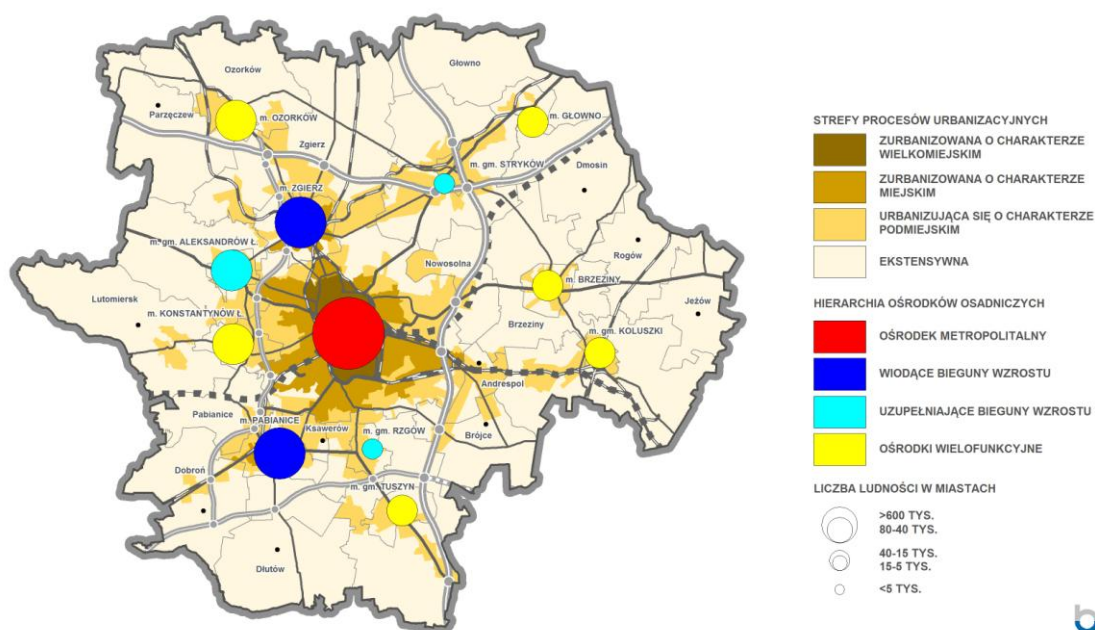 Ozorków
Głowno
Parzęczew
m. OZORKÓW
m. GŁOWNO
Zgierz
m. gm. STRYKÓW
Dmosin
m. ZGIERZ
m. gm. ALEKSANDRÓW Ł.
Nowosolna
Rogów
m. BRZEZINY
Lutomiersk
Jeżów
m. KONSTANTYNÓW Ł.
Brzeziny
m. gm. KOLUSZKI
Andrespol
Pabianice
m. PABIANICE
Ksawerów
m. gm. RZGÓW
Brójce
Dobroń
m. gm. TUSZYN
Dłutów
STREFY PROCESÓW URBANIZACYJNYCH
ZURBANIZOWANA O CHARAKTERZE
WIELKOMIEJSKIM
ZURBANIZOWANA O CHARAKTERZE
MIEJSKIM
URBANIZUJĄCA SIĘ O CHARAKTERZE
PODMIEJSKIM
EKSTENSYWNA
HIERARCHIA OŚRODKÓW OSADNICZYCH
OŚRODEK METROPOLITALNY
WIODĄCE BIEGUNY WZROSTU
UZUPEŁNIAJĄCE BIEGUNY WZROSTU
OŚRODKI WIELOFUNKCYJNE
LICZBA LUDNOŚCI W MIASTACH
>600 TYS.
80-40 TYS.
40-15 TYS.
15-5 TYS.
<5 TYS.